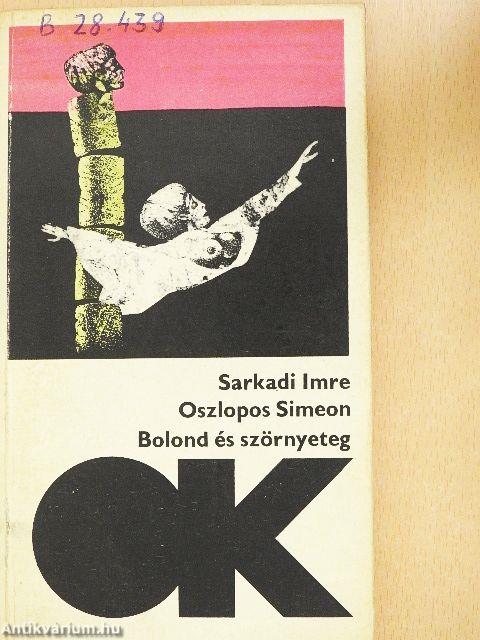 B 28.439
Sarkadi Imre
Oszlopos Simeon
Bolond és szörnyeteg
OK
Antikvárium.hu